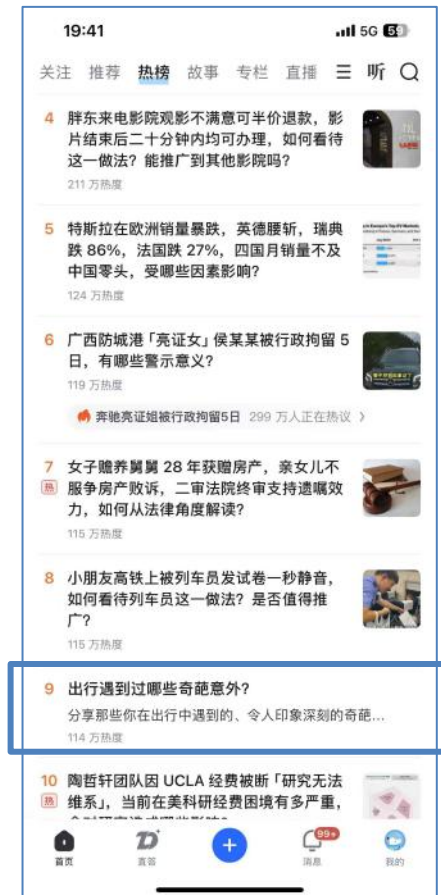 19:41
5G 59
关注 推荐 热榜 故事 专栏 直播 听
4 胖东来电影院观影不满意可半价退款，影
片结束后二十分钟内均可办理，如何看待
这一做法？能推广到其他影院吗？
211 万热度
5 特斯拉在欧洲销量暴跌，英德腰斩，瑞典
跌 86%，法国跌 27%，四国月销量不及
中国零头，受哪些因素影响？
124 万热度
6 广西防城港「亮证女」侯某某被行政拘留 5
日，有哪些警示意义？
119 万热度
奔驰亮证姐被行政拘留5日 299 万人正在热议
7 女子赡养舅舅 28 年获赠房产，亲女儿不
热 服争房产败诉，二审法院终审支持遗嘱效
力，如何从法律角度解读？
115 万热度
8 小朋友高铁上被列车员发试卷一秒静音，
如何看待列车员这一做法？是否值得推
广？
115 万热度
9 出行遇到过哪些奇葩意外？
分享那些你在出行中遇到的、令人印象深刻的奇葩...
114 万热度
10 陶哲轩团队因 UCLA 经费被断「研究无法
热 维系」，当前在美科研经费困境有多严重，
99+
首页 直答 消息 我的